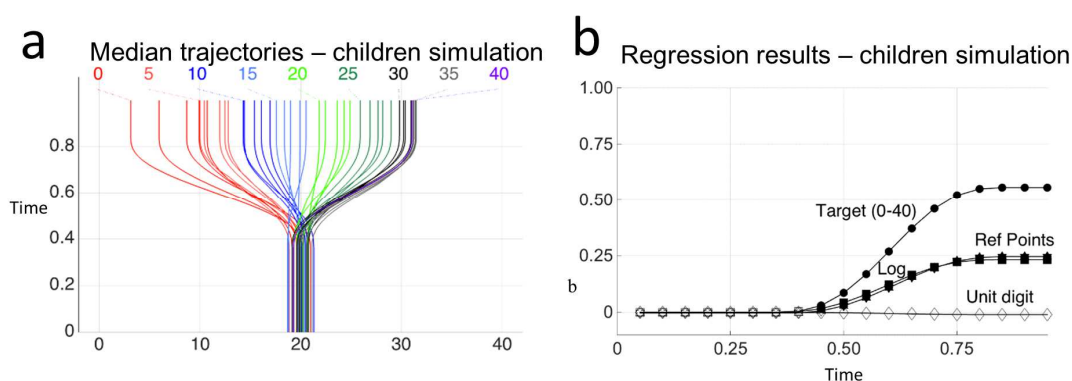 a
Median trajectories – children simulation
0 5 10 15 20 25 30 35 40
0.8
0.6
Time
0.4
0.2
0
0 10 20 30 40
b
Regression results – children simulation
1.00
0.75
0.50
Target (0-40)
Ref Points
0.25
Log
b
Unit digit
0
0 0.25 0.50 0.75
Time